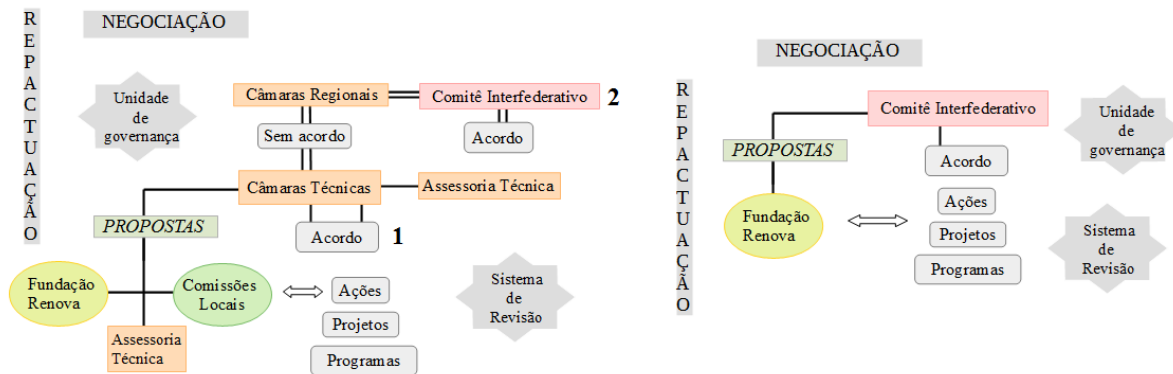 REPACTUAÇÃO
NEGOCIAÇÃO
Unidade
de
governança
Câmaras Regionais
Comitê Interfederativo
2
Sem acordo
Acordo
Câmaras Técnicas
Assessoria Técnica
PROPOSTAS
Acordo
1
Fundação
Renova
Comissões
Locais
Ações
Projetos
Programas
Sistema
de
Revisão
Assessoria
Técnica
NEGOCIAÇÃO
REPACTUAÇÃO
Comitê Interfederativo
Unidade
de
governança
PROPOSTAS
Acordo
Fundação
Renova
Ações
Projetos
Programas
Sistema
de
Revisão